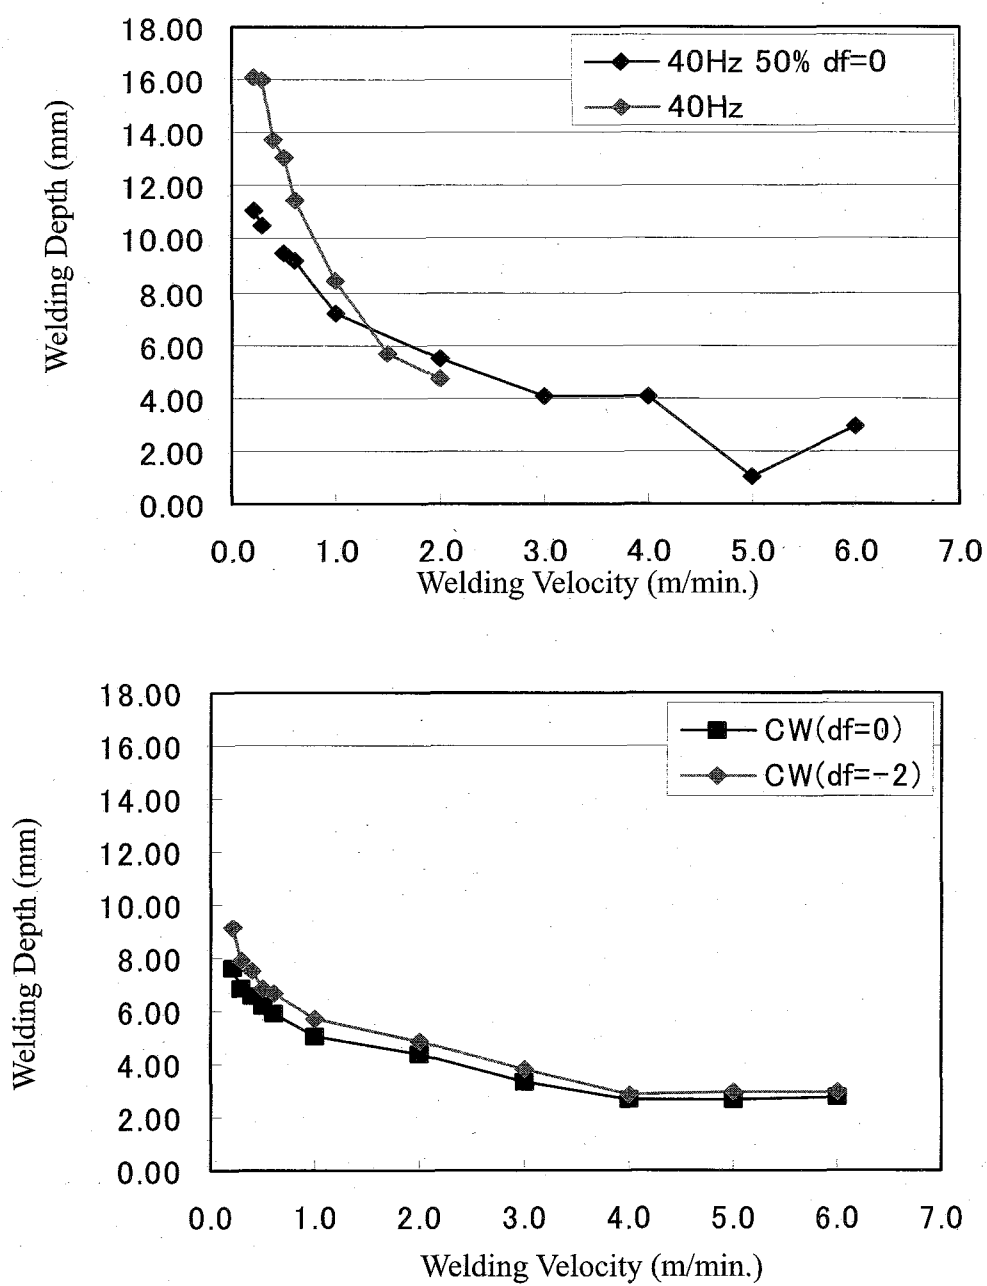 18.00
16.00
14.00
12.00
10.00
8.00
6.00
4.00
2.00
0.00
Welding Depth (mm)
40Hz 50% df=0
40Hz
0.0 1.0 2.0 3.0 4.0 5.0 6.0 7.0
Welding Velocity (m/min.)
18.00
16.00
14.00
12.00
10.00
8.00
6.00
4.00
2.00
0.00
Welding Depth (mm)
CW(df=0)
CW(df=-2)
0.0 1.0 2.0 3.0 4.0 5.0 6.0 7.0
Welding Velocity (m/min.)